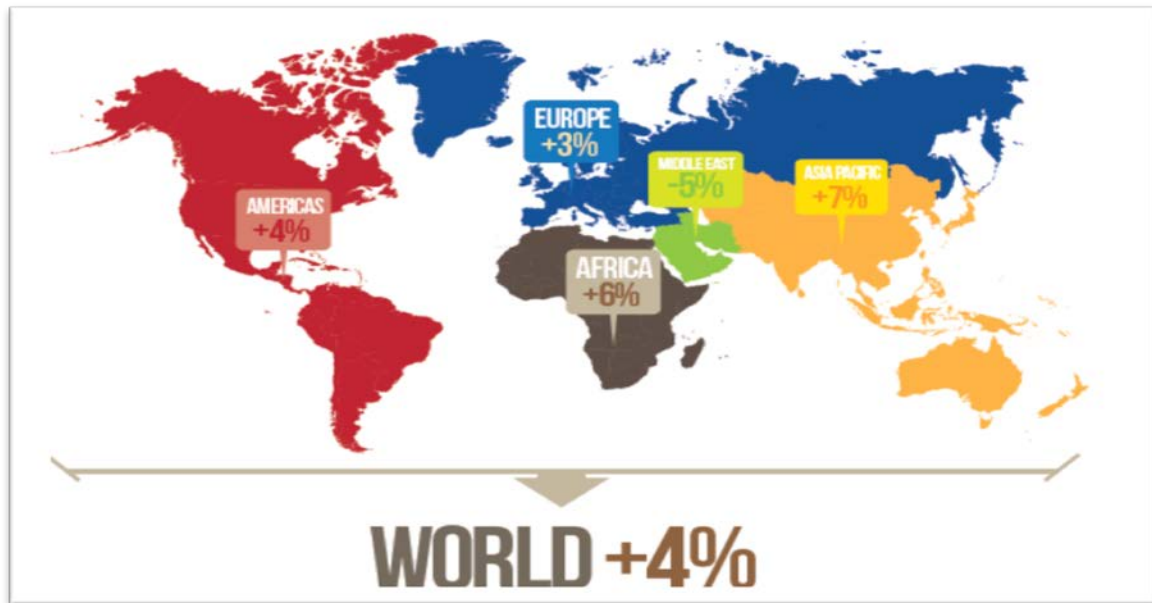 EUROPE
+3%
MIDDLE EAST
-5%
ASIA PACIFIC
+7%
AMERICAS
+4%
AFRICA
+6%
WORLD +4%